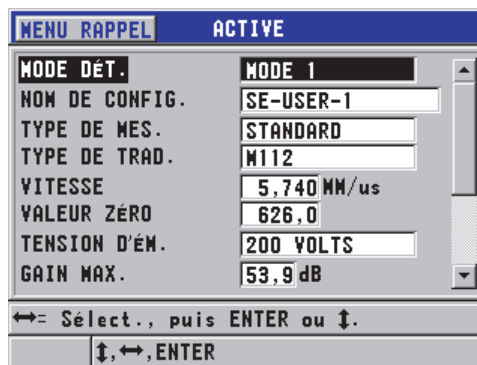 MENU RAPPEL ACTIVE
MODE DÉT. MODE 1
NOM DE CONFIG. SE-USER-1
TYPE DE MES. STANDARD
TYPE DE TRAD. M112
VITESSE 5,740 MM/us
VALEUR ZÉRO 626,0
TENSION D'ÉM. 200 VOLTS
GAIN MAX. 53,9 dB
↔= Sélect., puis ENTER ou ↕.
↕,↔,ENTER